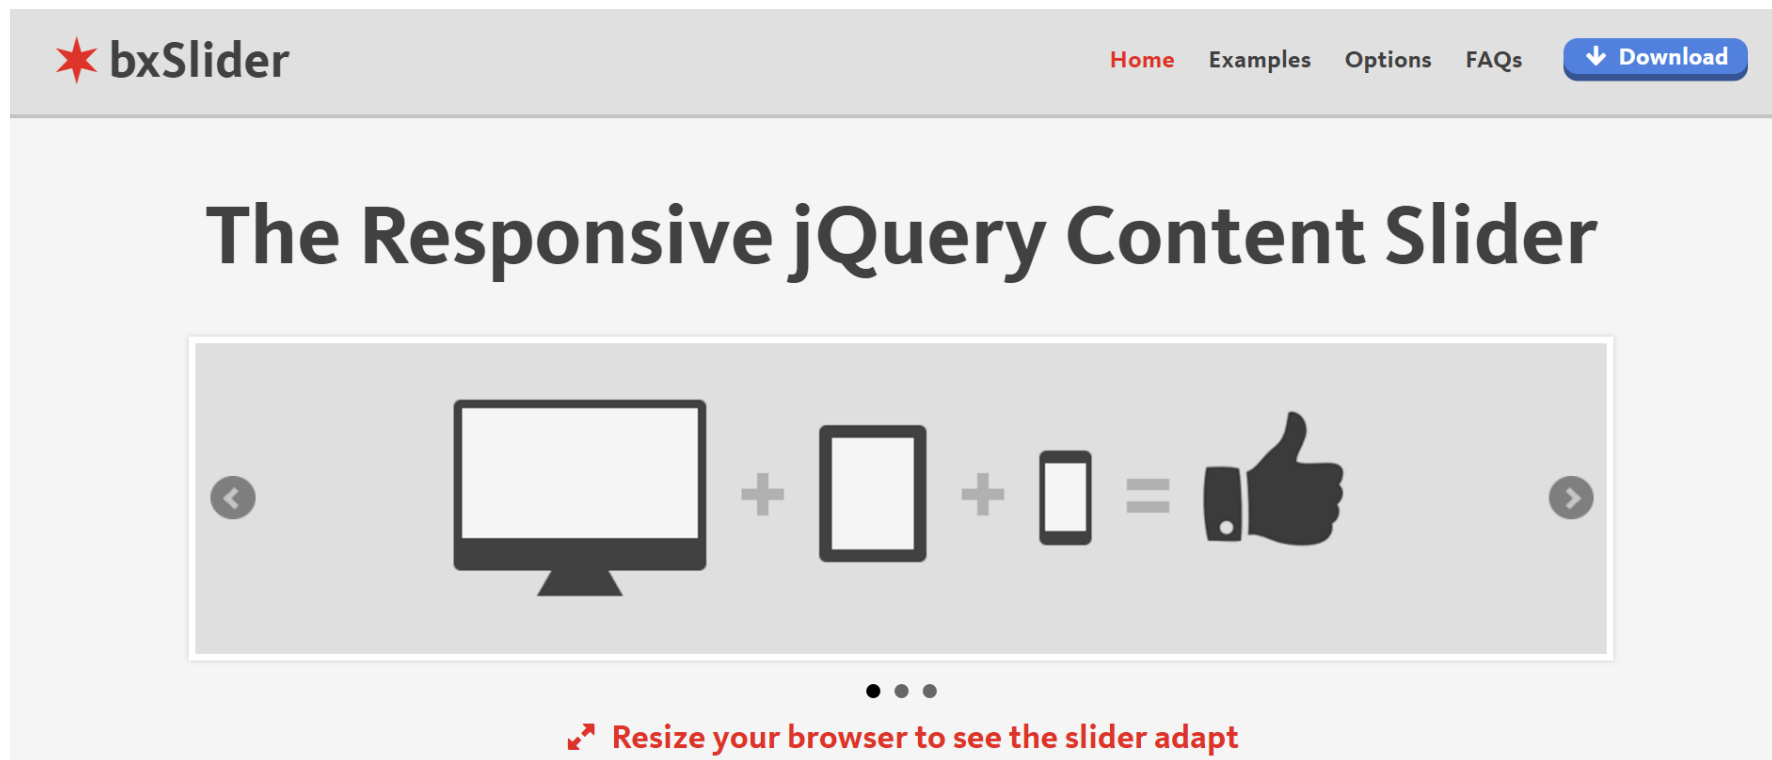 bxSlider
Home Examples Options FAQs Download
The Responsive jQuery Content Slider
Resize your browser to see the slider adapt